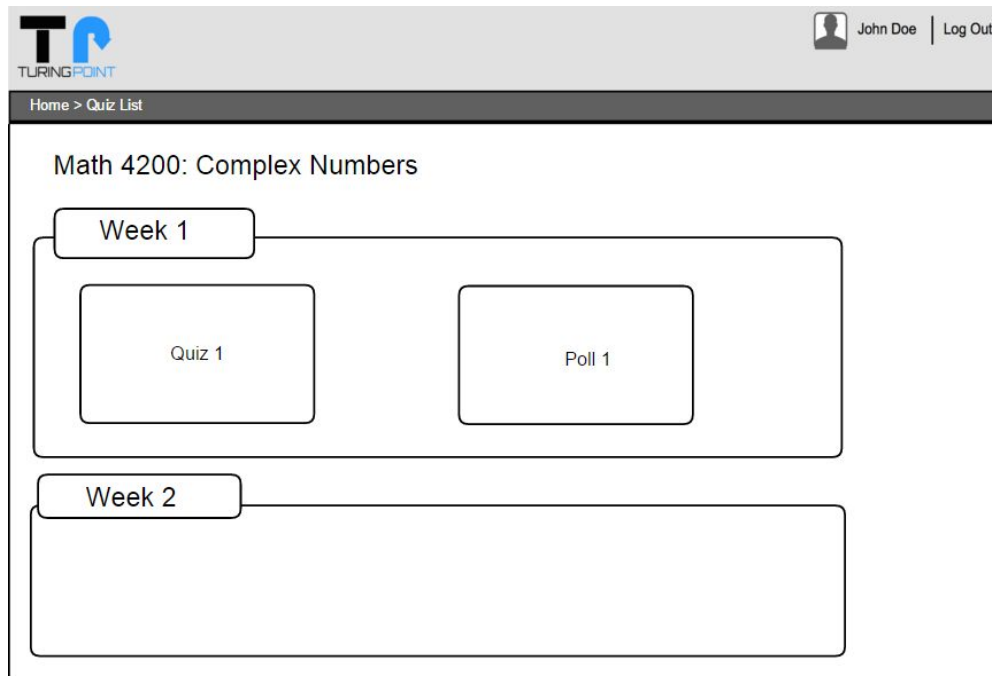 John Doe | Log Out
TURINGPOINT
Home > Quiz List
Math 4200: Complex Numbers
Week 1
Quiz 1
Poll 1
Week 2